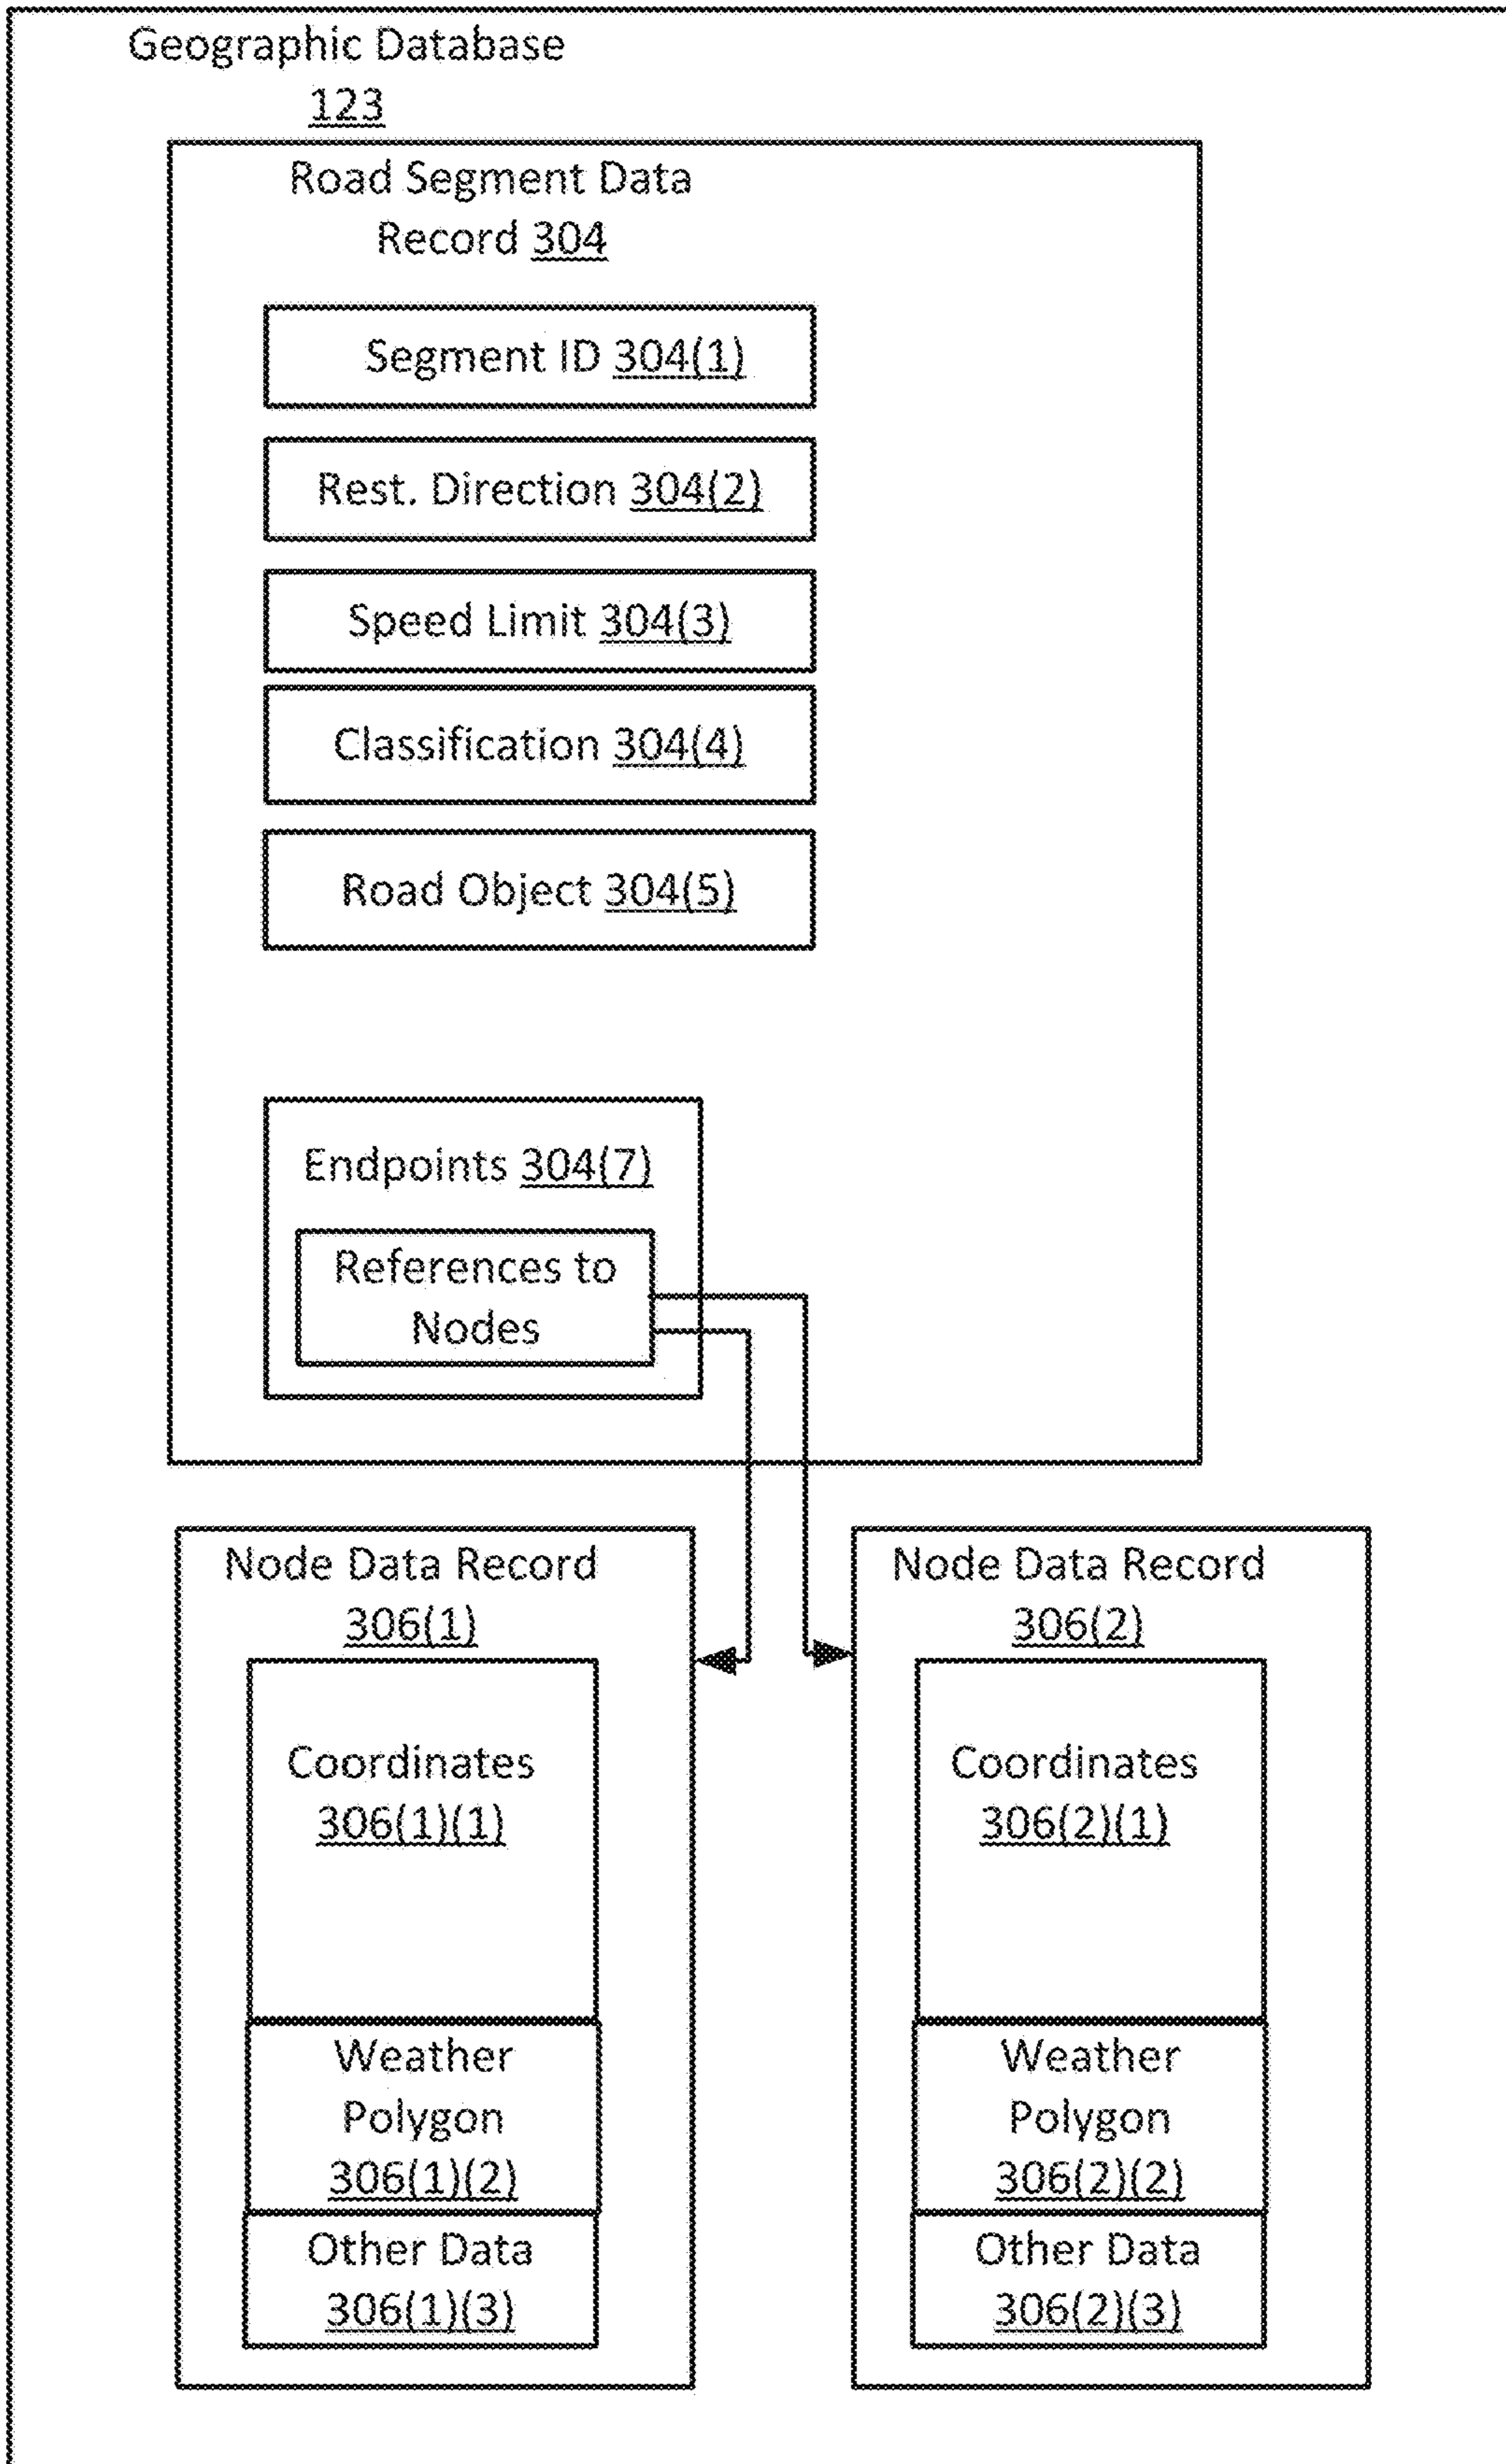 Geographic Database
123
Road Segment Data
Record 304
Segment ID 304(1)
Rest. Direction 304(2)
Speed Limit 304(3)
Classification 304(4)
Road Object 304(5)
Endpoints 304(7)
References to
Nodes
Node Data Record
306(1)
Coordinates
306(1)(1)
Weather
Polygon
306(1)(2)
Other Data
306(1)(3)
Node Data Record
306(2)
Coordinates
306(2)(1)
Weather
Polygon
306(2)(2)
Other Data
306(2)(3)